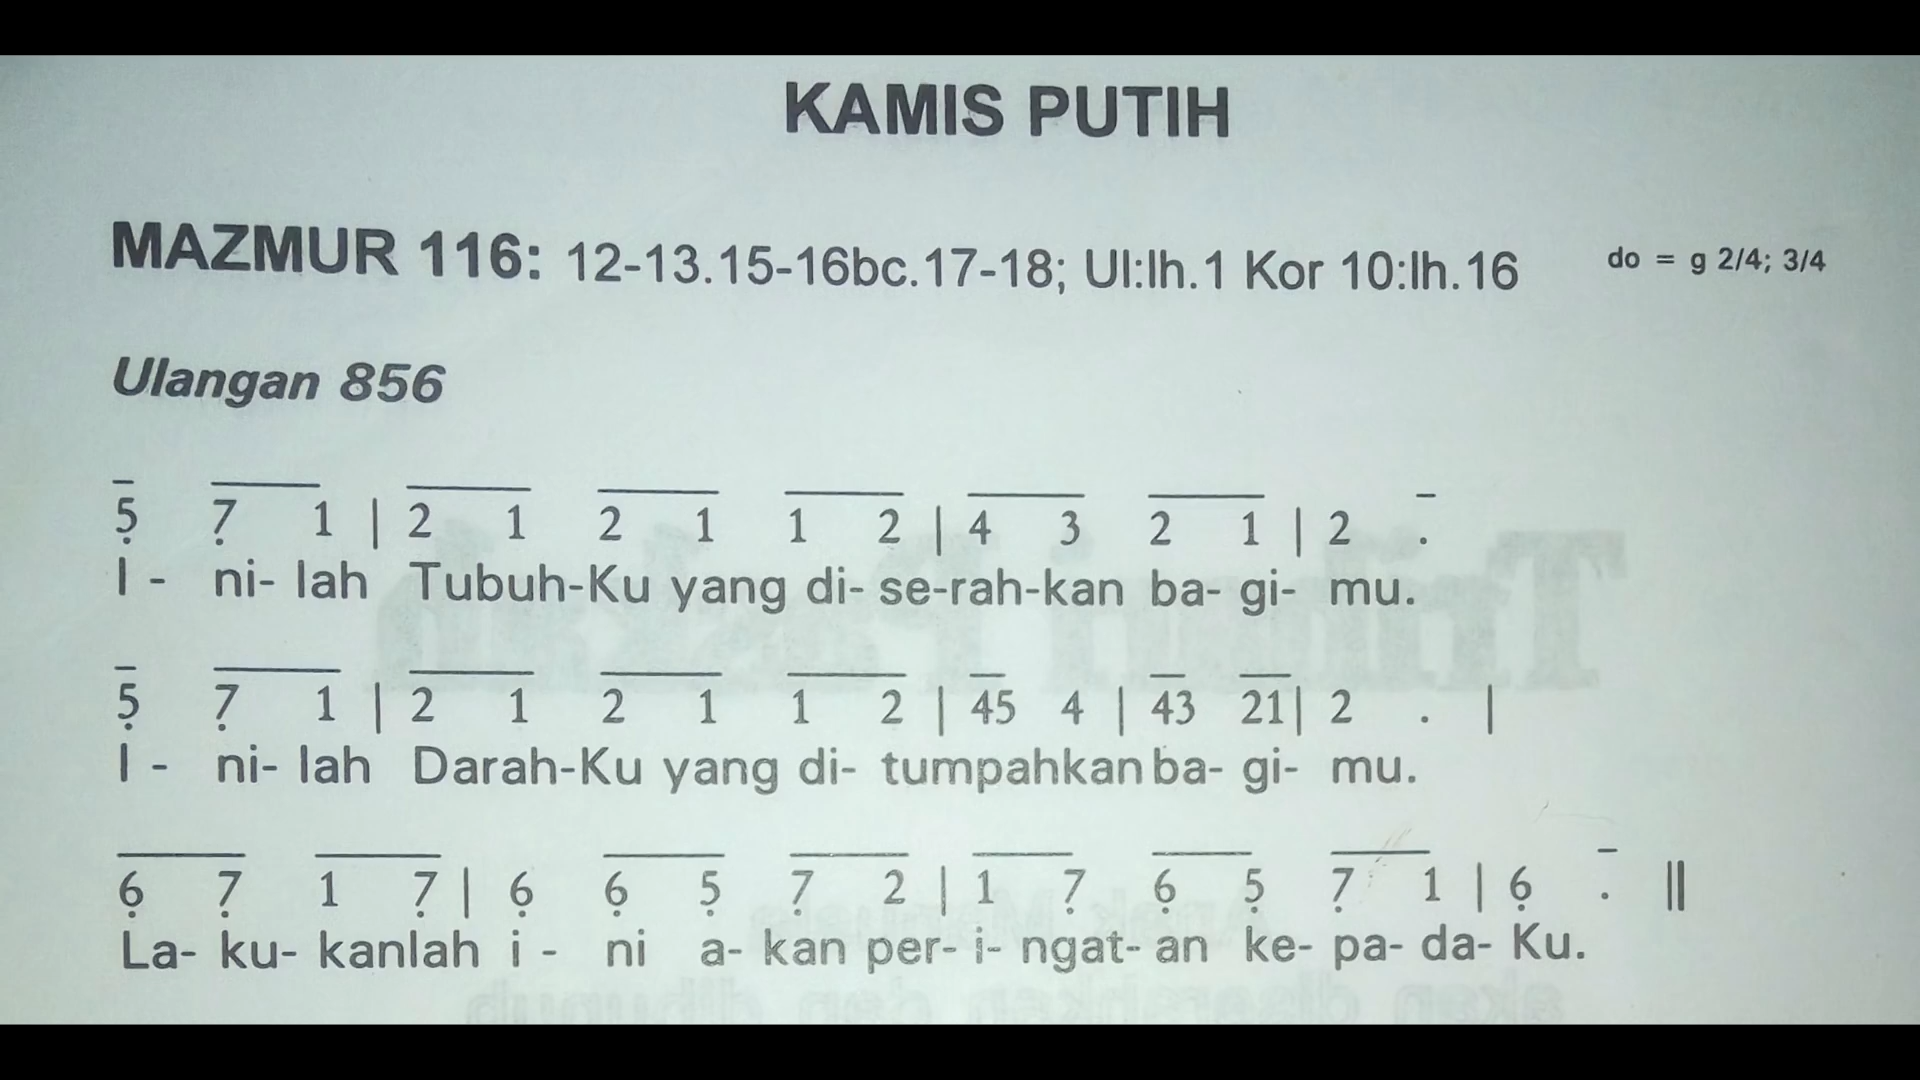 KAMIS PUTIH
MAZMUR 116: 12-13.15-16bc.17-18; Ul:lh.1 Kor 10:lh.16 do = g 2/4; 3/4
Ulangan 856
5̣ 7̣ 1 | 2 1 2 1 1 2 | 4 3 2 1 | 2 .
I - ni- lah Tubuh-Ku yang di- se-rah-kan ba- gi- mu.
5̣ 7̣ 1 | 2 1 2 1 1 2 | 45 4 | 43 21 | 2 . |
I - ni- lah Darah-Ku yang di- tumpahkan ba- gi- mu.
6̣ 7̣ 1 7̣ | 6̣ 6̣ 5̣ 7̣ 2 | 1 7̣ 6̣ 5̣ 7̣ 1 | 6̣ . ||
La- ku- kanlah i - ni a- kan per- i- ngat- an ke- pa- da- Ku.